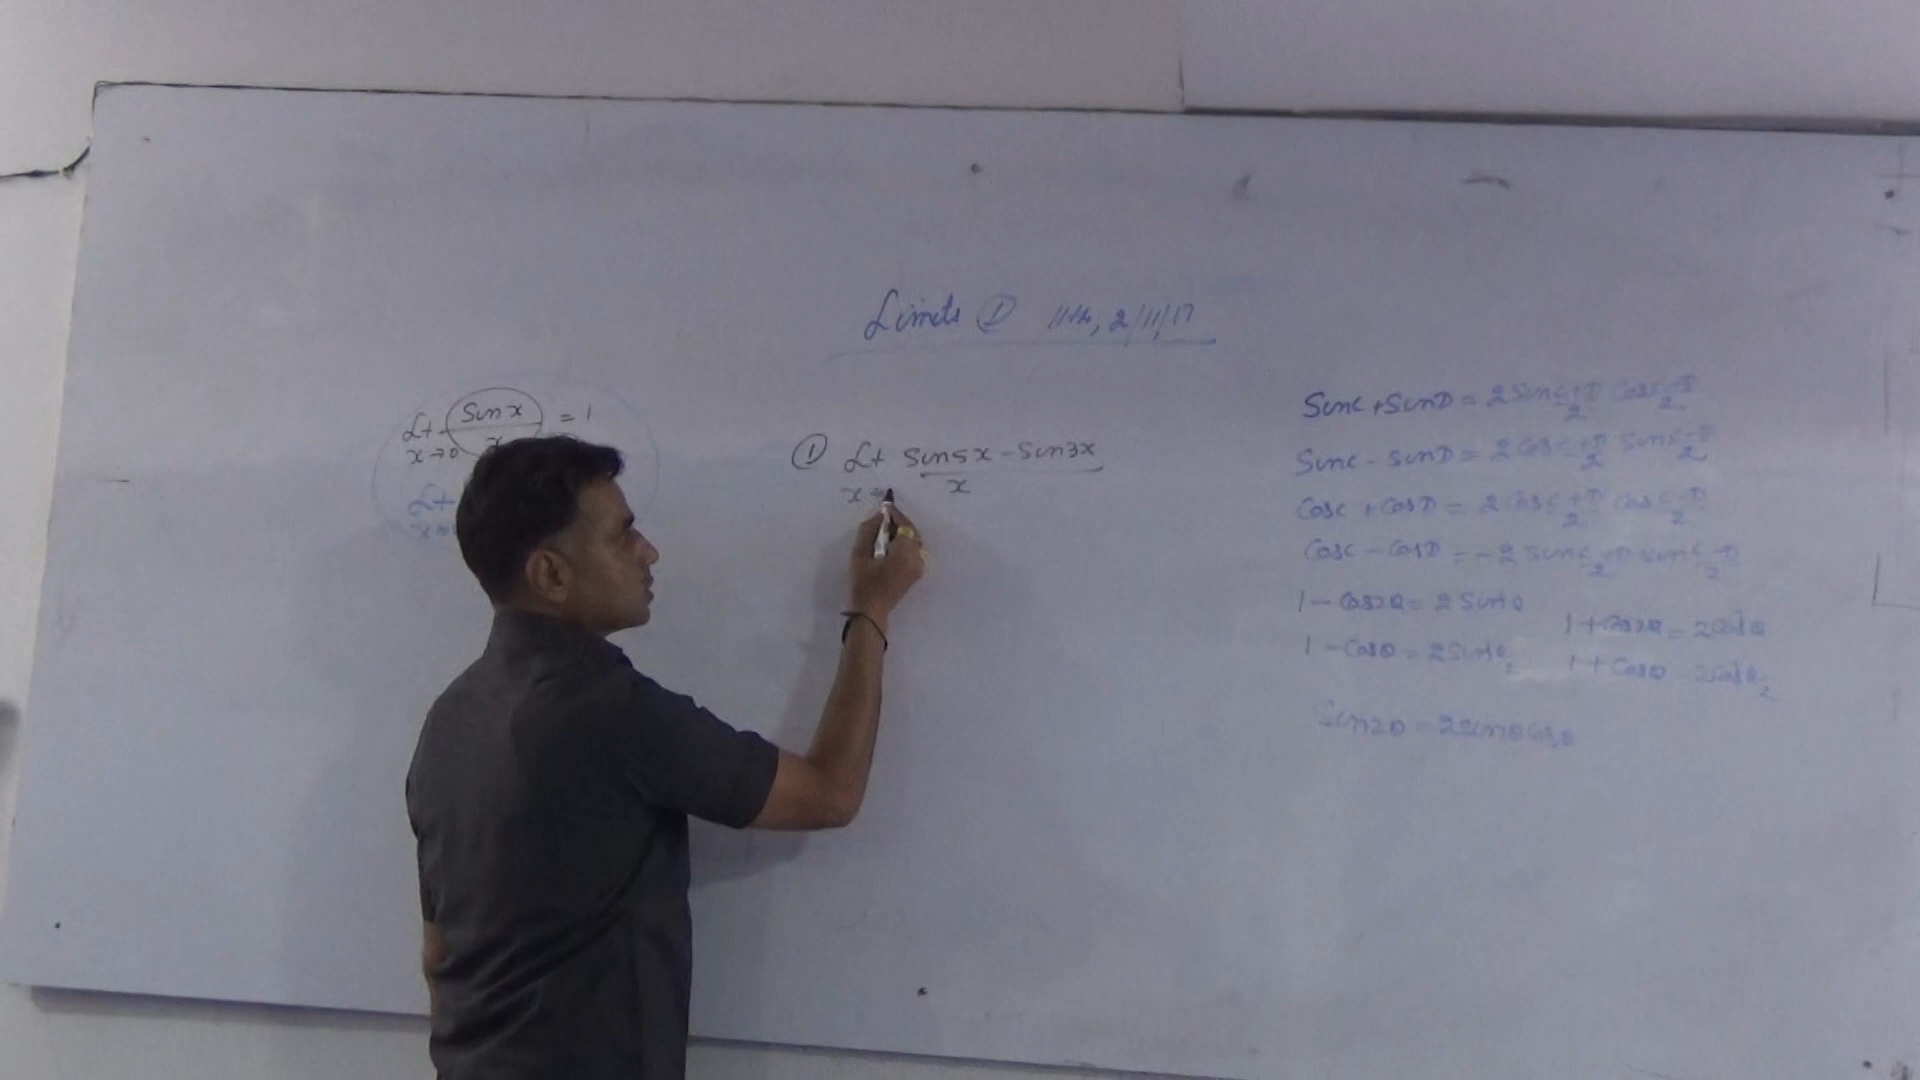 Limits ① 11th, 2/11/17
Lt Sinx = 1
x→0 x
Lt
① Lt Sin5x - Sin3x
x→ x
SinC + SinD = 2 Sin C+D/2 Cos C-D/2
SinC - SinD = 2 Cos C+D/2 Sin C-D/2
CosC + CosD = 2 Cos C+D/2 Cos C-D/2
CosC - CosD = -2 Sin C+D/2 Sin C-D/2
1 - Cos2θ = 2 Sin²θ 1 + Cos2θ = 2Cos²θ
1 - Cosθ = 2Sin²θ/2 1 + Cosθ 2Cos²θ/2
Sin2θ = 2SinθCosθ